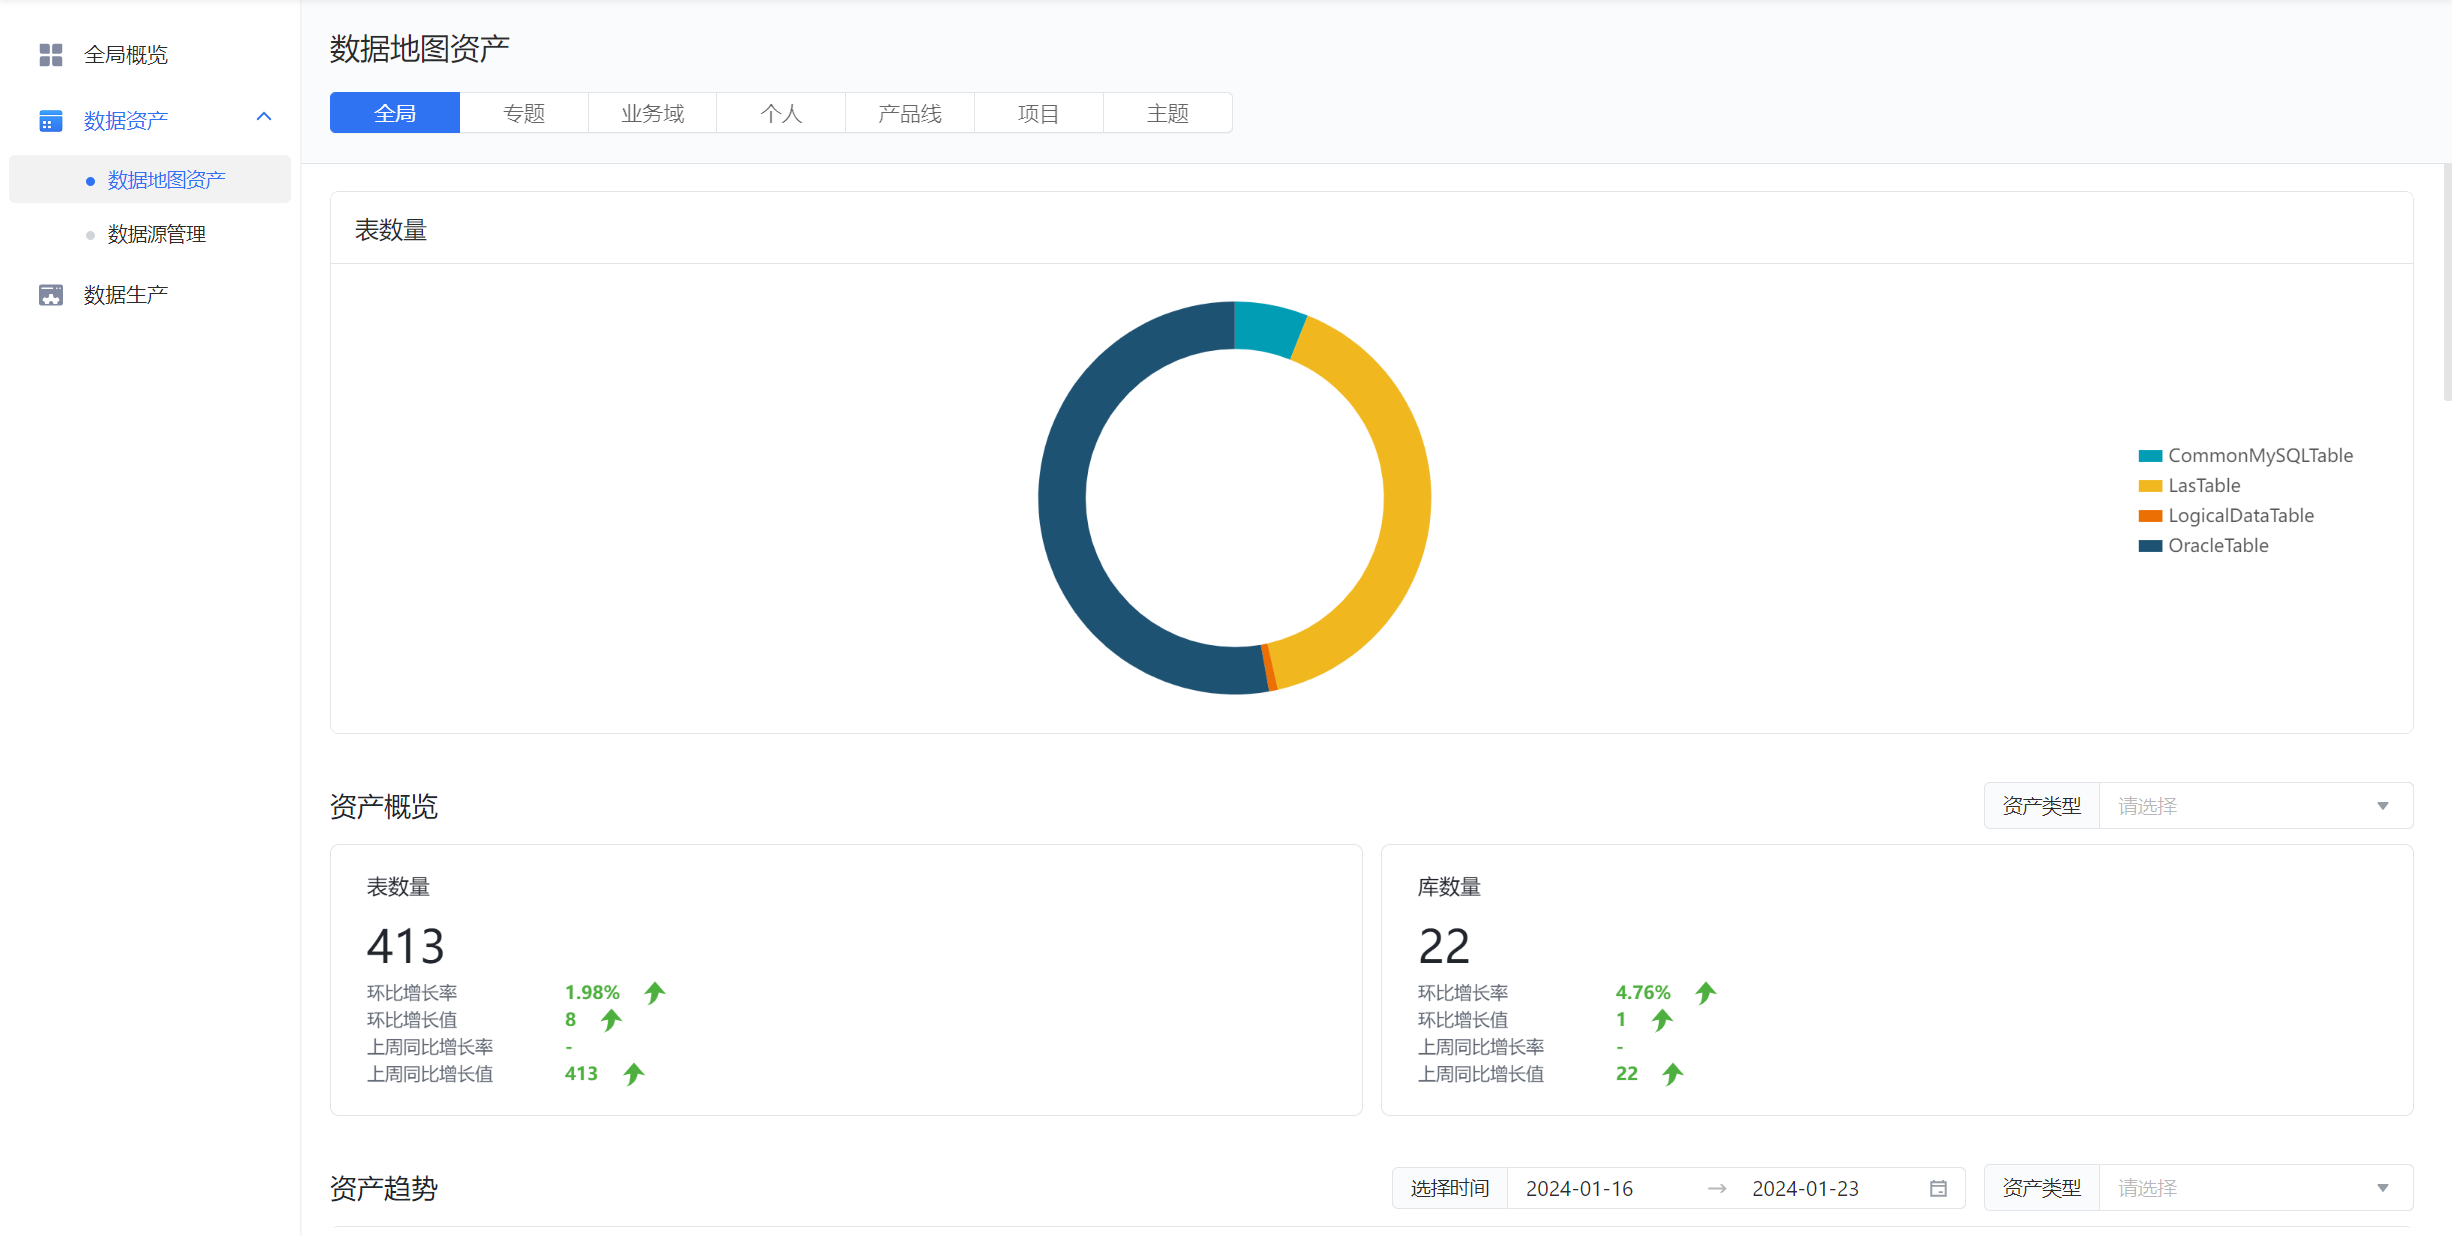 全局概览
数据资产
数据地图资产
数据源管理
数据生产
数据地图资产
全局 专题 业务域 个人 产品线 项目 主题
表数量
CommonMySQLTable
LasTable
LogicalDataTable
OracleTable
资产概览
资产类型 请选择
表数量
413
环比增长率 1.98%
环比增长值 8
上周同比增长率 -
上周同比增长值 413
库数量
22
环比增长率 4.76%
环比增长值 1
上周同比增长率 -
上周同比增长值 22
资产趋势
选择时间 2024-01-16 → 2024-01-23
资产类型 请选择